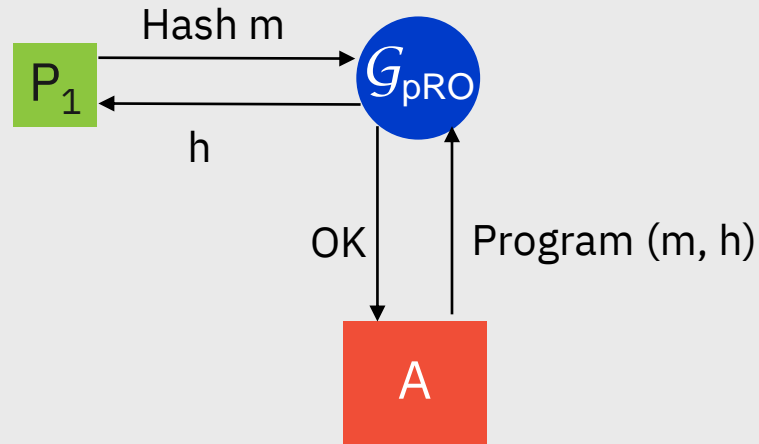 Hash m
P₁
𝒢pRO
h
OK
Program (m, h)
A